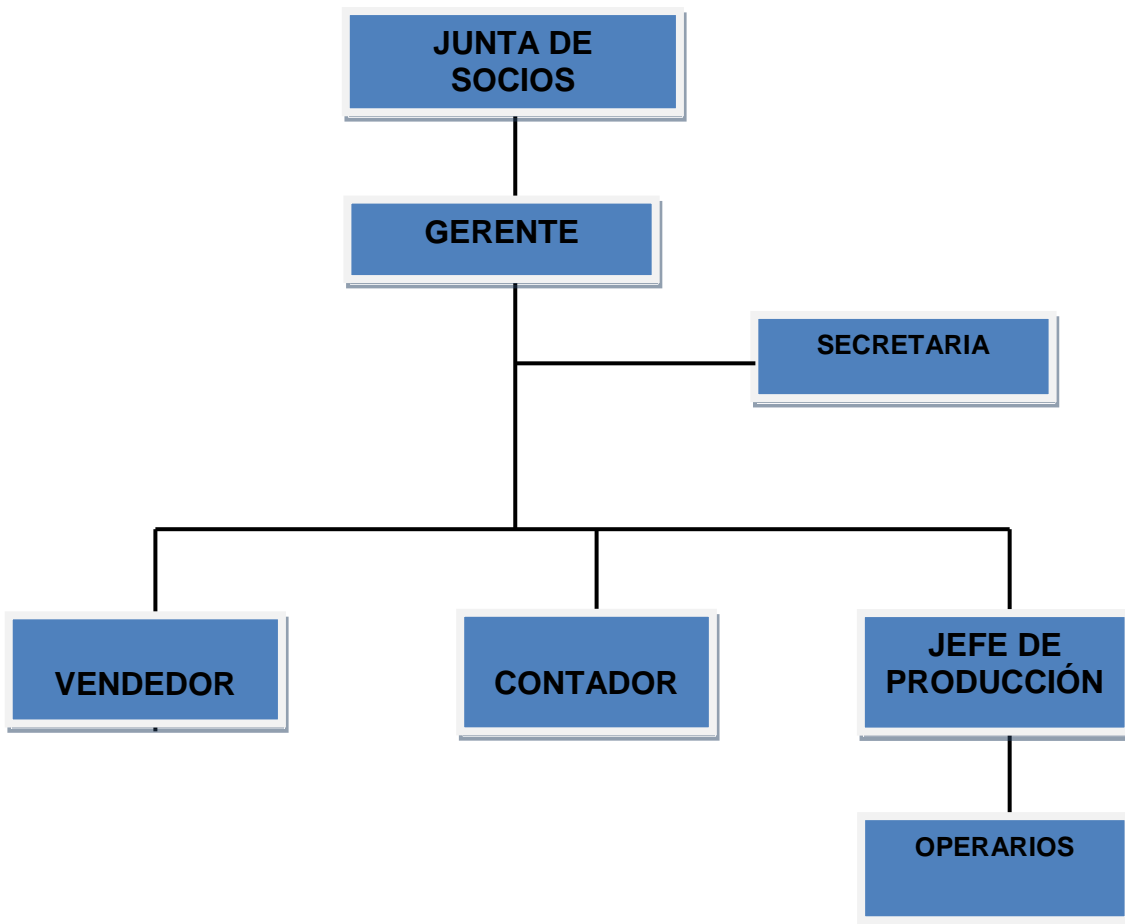 JUNTA DE
SOCIOS
GERENTE
SECRETARIA
VENDEDOR
CONTADOR
JEFE DE
PRODUCCIÓN
OPERARIOS